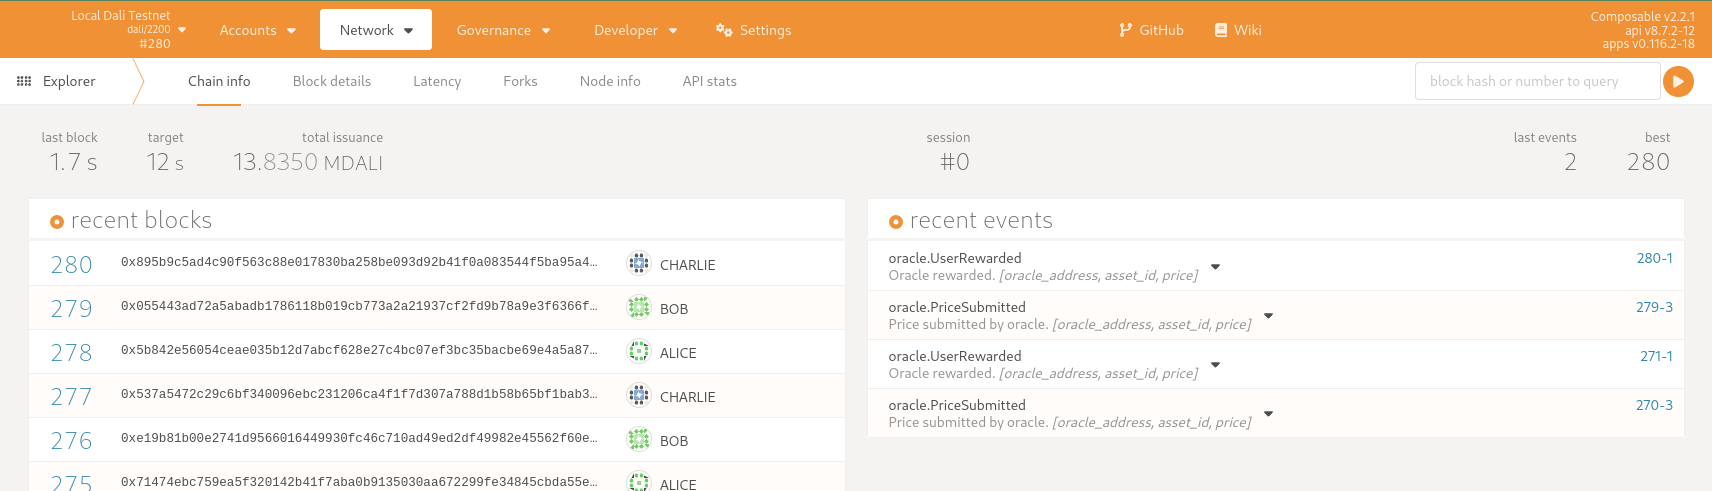 Local Dali Testnet
dali/2200
#280
Accounts
Network
Governance
Developer
Settings
GitHub
Wiki
Composable v2.2.1
api v8.7.2-12
apps v0.116.2-18
Explorer
Chain info
Block details
Latency
Forks
Node info
API stats
block hash or number to query
last block
1.7 s
target
12 s
total issuance
13.8350 MDALI
session
#0
last events
2
best
280
recent blocks
280 0x895b9c5ad4c90f563c88e017830ba258be093d92b41f0a083544f5ba95a4… CHARLIE
279 0x055443ad72a5abadb1786118b019cb773a2a21937cf2fd9b78a9e3f6366f… BOB
278 0x5b842e56054ceae035b12d7abcf628e27c4bc07ef3bc35bacbe69e4a5a87… ALICE
277 0x537a5472c29c6bf340096ebc231206ca4f1f7d307a788d1b58b65bf1bab3… CHARLIE
276 0xe19b81b00e2741d9566016449930fc46c710ad49ed2df49982e45562f60e… BOB
275 0x71474ebc759ea5f320142b41f7aba0b9135030aa672299fe34845cbda55e… ALICE
recent events
oracle.UserRewarded 280-1
Oracle rewarded. [oracle_address, asset_id, price]
oracle.PriceSubmitted 279-3
Price submitted by oracle. [oracle_address, asset_id, price]
oracle.UserRewarded 271-1
Oracle rewarded. [oracle_address, asset_id, price]
oracle.PriceSubmitted 270-3
Price submitted by oracle. [oracle_address, asset_id, price]